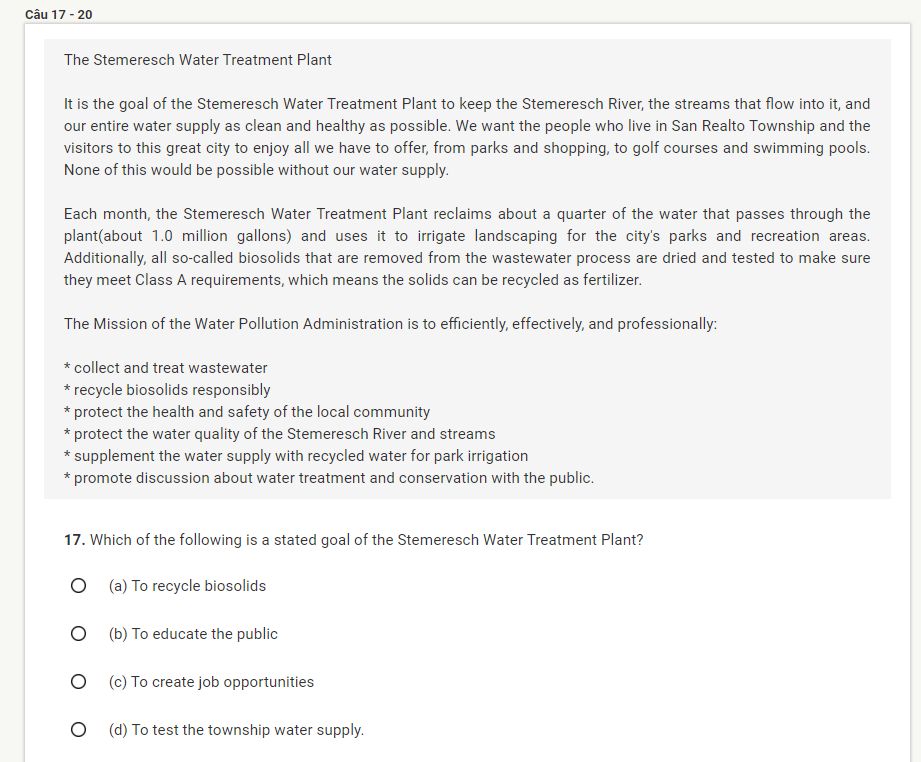 Câu 17 - 20
The Stemeresch Water Treatment Plant
It is the goal of the Stemeresch Water Treatment Plant to keep the Stemeresch River, the streams that flow into it, and
our entire water supply as clean and healthy as possible. We want the people who live in San Realto Township and the
visitors to this great city to enjoy all we have to offer, from parks and shopping, to golf courses and swimming pools.
None of this would be possible without our water supply.
Each month, the Stemeresch Water Treatment Plant reclaims about a quarter of the water that passes through the
plant(about 1.0 million gallons) and uses it to irrigate landscaping for the city's parks and recreation areas.
Additionally, all so-called biosolids that are removed from the wastewater process are dried and tested to make sure
they meet Class A requirements, which means the solids can be recycled as fertilizer.
The Mission of the Water Pollution Administration is to efficiently, effectively, and professionally:
* collect and treat wastewater
* recycle biosolids responsibly
* protect the health and safety of the local community
* protect the water quality of the Stemeresch River and streams
* supplement the water supply with recycled water for park irrigation
* promote discussion about water treatment and conservation with the public.
17. Which of the following is a stated goal of the Stemeresch Water Treatment Plant?
(a) To recycle biosolids
(b) To educate the public
(c) To create job opportunities
(d) To test the township water supply.